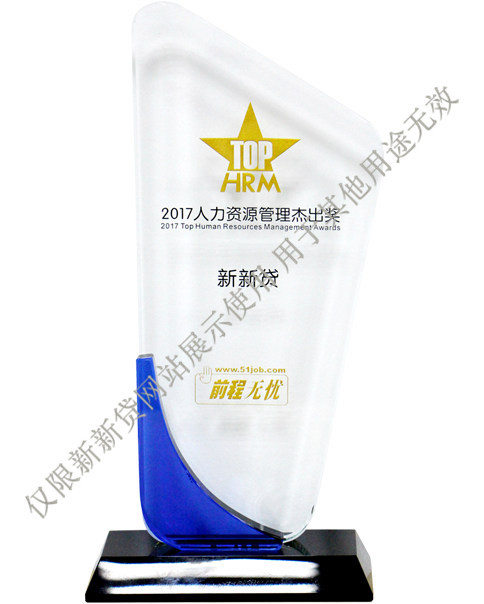 TOP
HRM
2017人力资源管理杰出奖
2017 Top Human Resources Management Awards
新新贷
www.51job.com
前程无忧
仅限新新贷网站展示使用 用于其他用途无效